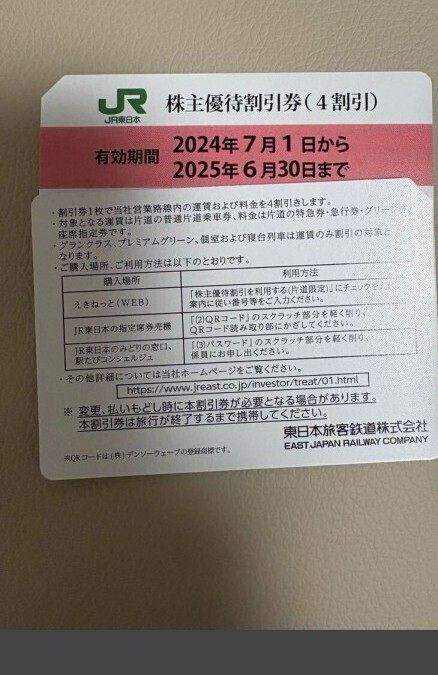 JR
JR東日本
株主優待割引券(4割引)
有効期間
2024年7月1日から
2025年6月30日まで
・割引券1枚で当社営業路線内の運賃および料金を4割引きします。
・対象となる運賃は片道の普通片道乗車券、料金は片道の特急券・急行券・グリーン
座席指定券です。
・グランクラス、プレミアムグリーン、個室および寝台列車は運賃のみ割引の対象と
なります。
・ご購入場所、ご利用方法は以下のとおりです。
購入場所 利用方法
えきねっと(WEB) 「株主優待割引を利用する(片道限定)」にチェックを
案内に従い番号等をご入力ください。
JR東日本の指定席券売機 「(2)QRコード」のスクラッチ部分を軽く削り、
QRコード読み取り部にかざしてください。
JR東日本のみどりの窓口、 「(3)パスワード」のスクラッチ部分を軽く削り、
駅たびコンシェルジュ 係員にお申し出ください。
・その他詳細については当社ホームページをご覧ください。
https://www.jreast.co.jp/investor/treat/01.html
※ 変更、払いもどし時に本割引券が必要となる場合があります。
本割引券は旅行が終了するまで携帯してください。
東日本旅客鉄道株式会社
EAST JAPAN RAILWAY COMPANY
※QRコードは(株)デンソーウェーブの登録商標です。